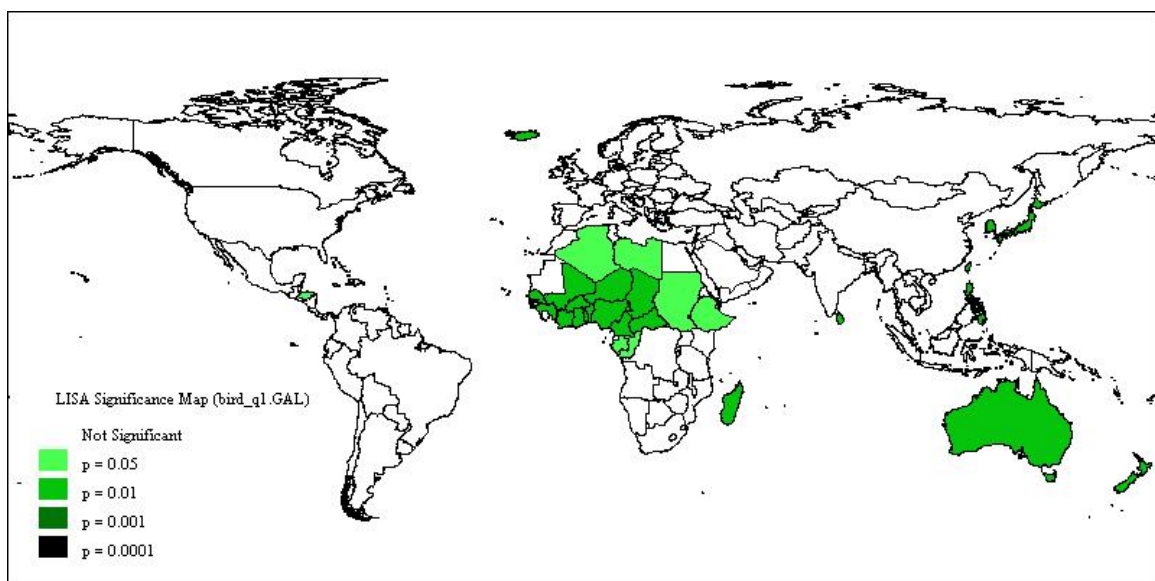 LISA Significance Map (bird_q1.GAL)
Not Significant
p = 0.05
p = 0.01
p = 0.001
p = 0.0001